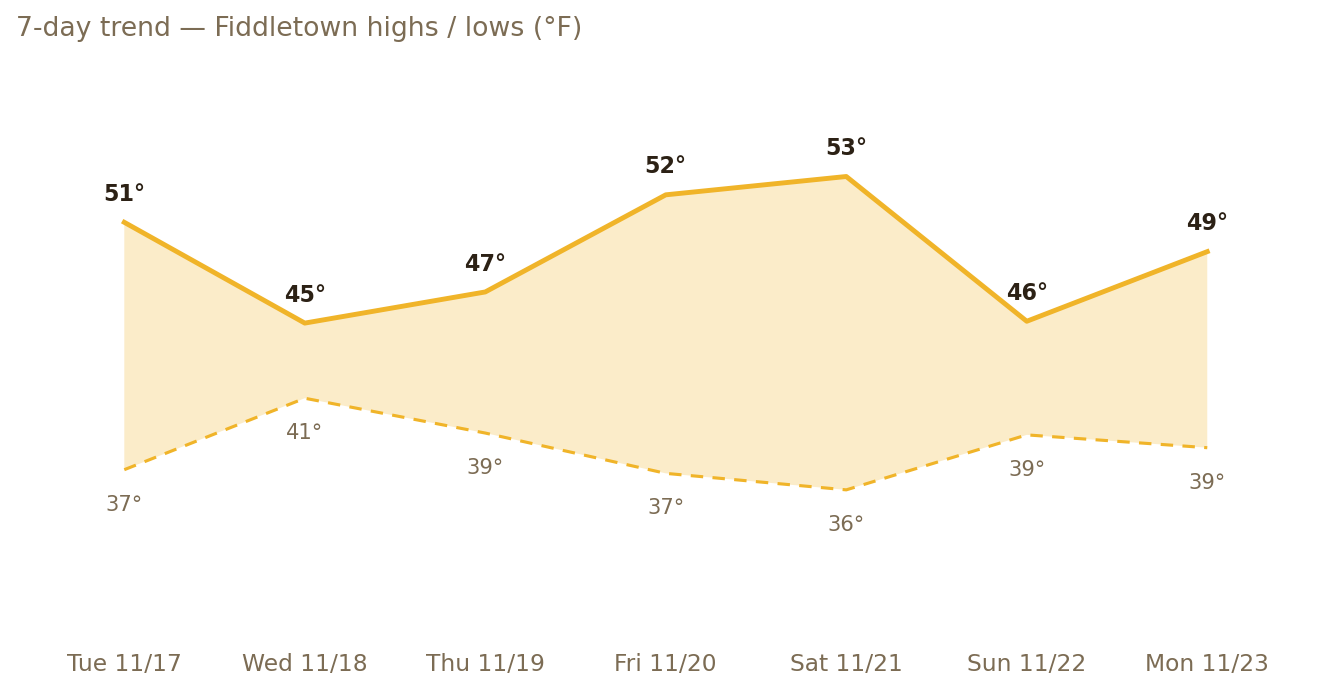 7-day trend — Fiddletown highs / lows (°F)
51°
45°
47°
52°
53°
46°
49°
37°
41°
39°
37°
36°
39°
39°
Tue 11/17
Wed 11/18
Thu 11/19
Fri 11/20
Sat 11/21
Sun 11/22
Mon 11/23